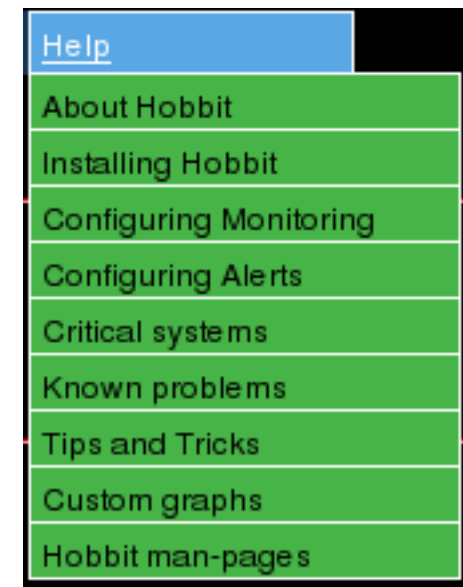 Help
About Hobbit
Installing Hobbit
Configuring Monitoring
Configuring Alerts
Critical systems
Known problems
Tips and Tricks
Custom graphs
Hobbit man-pages